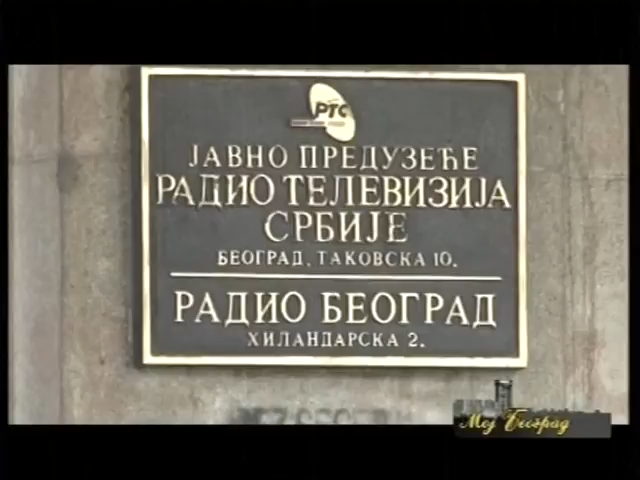 РТС
ЈАВНО ПРЕДУЗЕЋЕ
РАДИО ТЕЛЕВИЗИЈА
СРБИЈЕ
БЕОГРАД, ТАКОВСКА 10.
РАДИО БЕОГРАД
ХИЛАНДАРСКА 2.
Мој Београд